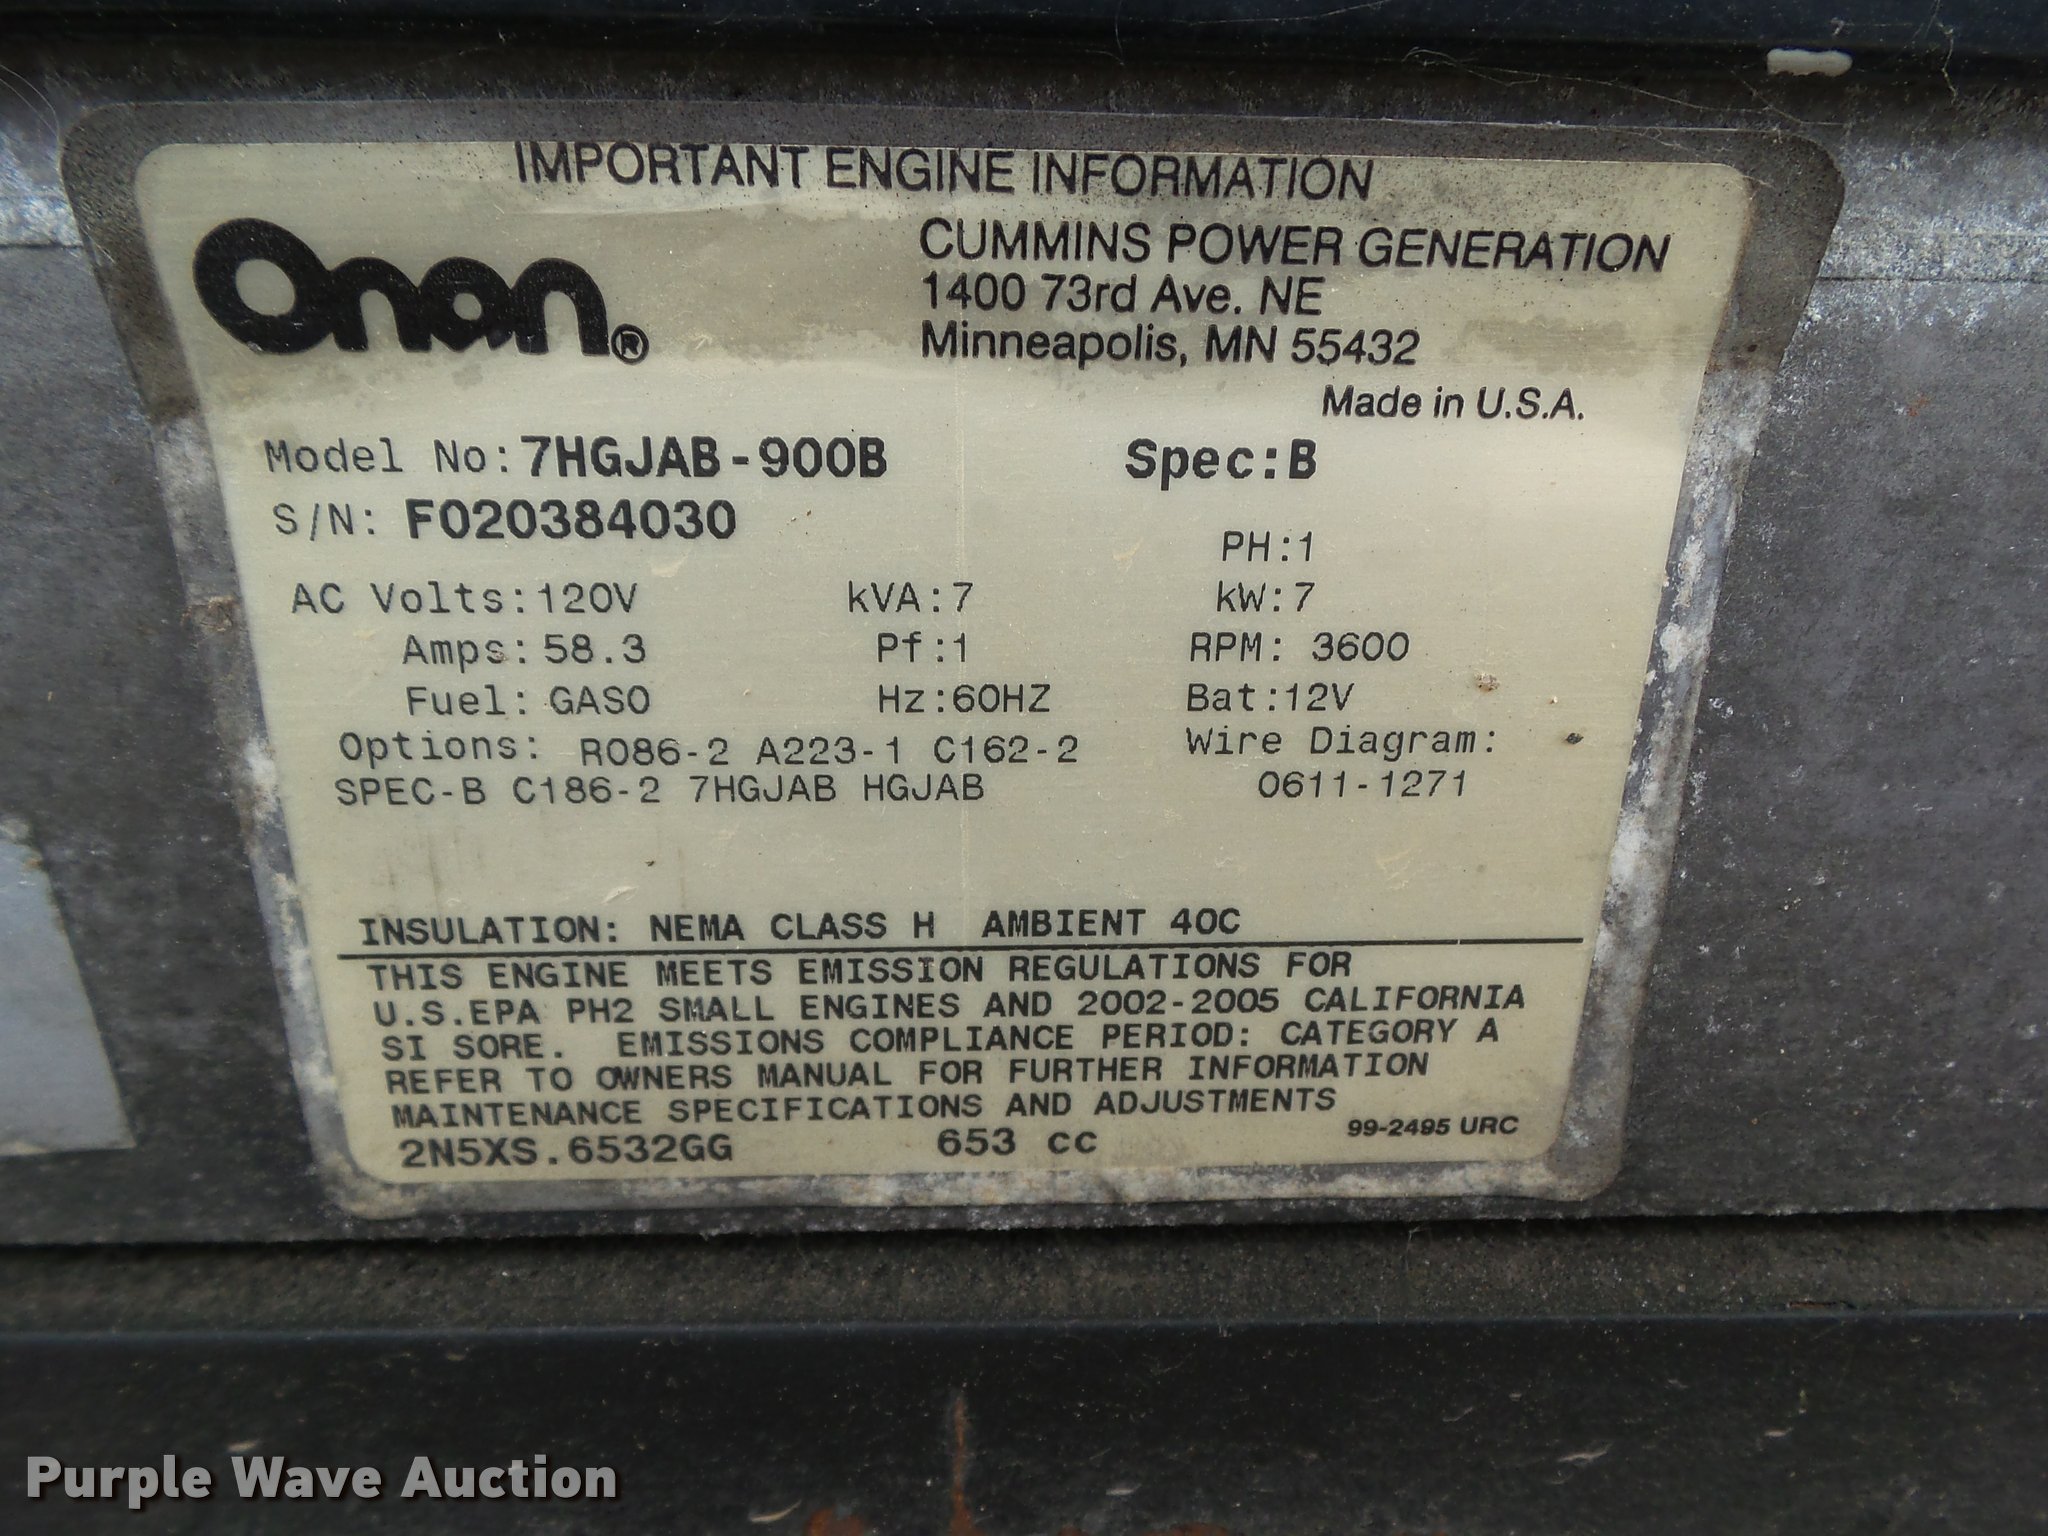 IMPORTANT ENGINE INFORMATION
Onan®
CUMMINS POWER GENERATION
1400 73rd Ave. NE
Minneapolis, MN 55432
Made in U.S.A.
Model No: 7HGJAB-900B Spec:B
S/N: F020384030
PH:1
AC Volts:120V kVA:7 kW:7
Amps:58.3 Pf:1 RPM: 3600
Fuel: GASO Hz:60HZ Bat:12V
Options: R086-2 A223-1 C162-2 Wire Diagram:
SPEC-B C186-2 7HGJAB HGJAB 0611-1271
INSULATION: NEMA CLASS H AMBIENT 40C
THIS ENGINE MEETS EMISSION REGULATIONS FOR
U.S.EPA PH2 SMALL ENGINES AND 2002-2005 CALIFORNIA
SI SORE. EMISSIONS COMPLIANCE PERIOD: CATEGORY A
REFER TO OWNERS MANUAL FOR FURTHER INFORMATION
MAINTENANCE SPECIFICATIONS AND ADJUSTMENTS
2N5XS.6532GG 653 cc 99-2495 URC
Purple Wave Auction